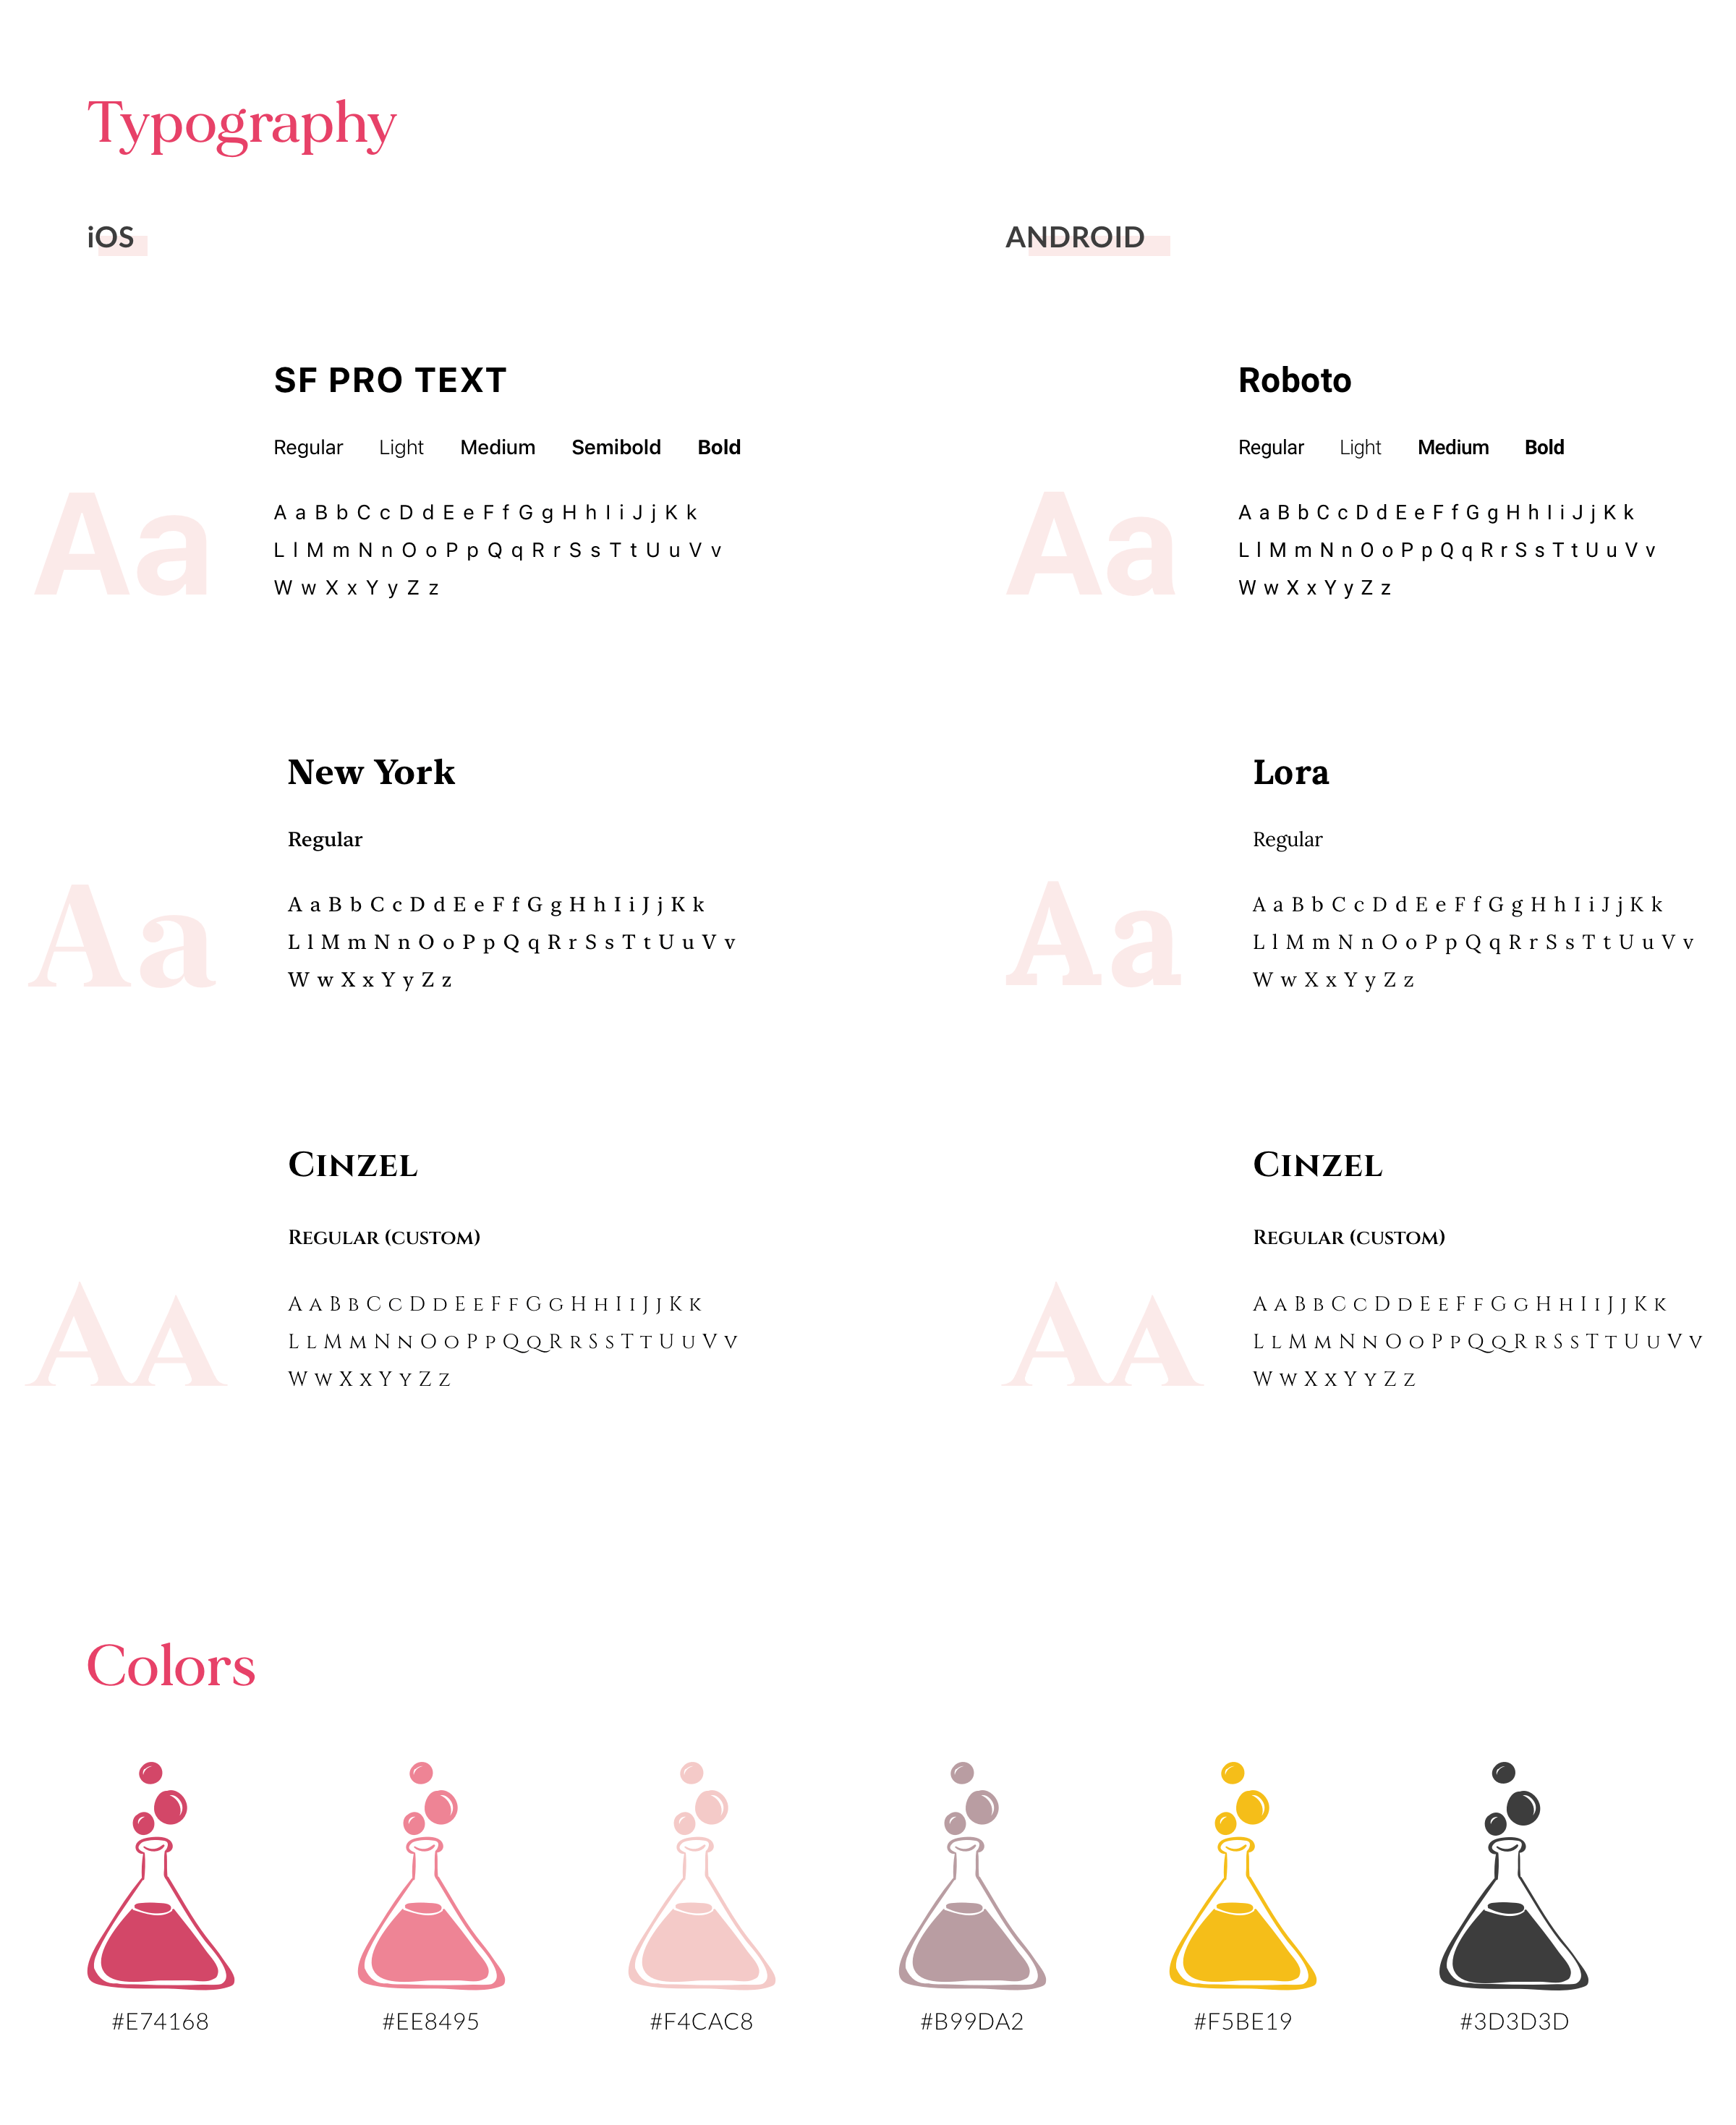 Typography
iOS
SF PRO TEXT
Regular Light Medium Semibold Bold
Aa
A a B b C c D d E e F f G g H h I i J j K k
L l M m N n O o P p Q q R r S s T t U u V v
W w X x Y y Z z
New York
Regular
Aa
A a B b C c D d E e F f G g H h I i J j K k
L l M m N n O o P p Q q R r S s T t U u V v
W w X x Y y Z z
Cinzel
Regular (custom)
Aa
A a B b C c D d E e F f G g H h I i J j K k
L l M m N n O o P p Q q R r S s T t U u V v
W w X x Y y Z z
ANDROID
Roboto
Regular Light Medium Bold
Aa
A a B b C c D d E e F f G g H h I i J j K k
L l M m N n O o P p Q q R r S s T t U u V v
W w X x Y y Z z
Lora
Regular
Aa
A a B b C c D d E e F f G g H h I i J j K k
L l M m N n O o P p Q q R r S s T t U u V v
W w X x Y y Z z
Cinzel
Regular (custom)
Aa
A a B b C c D d E e F f G g H h I i J j K k
L l M m N n O o P p Q q R r S s T t U u V v
W w X x Y y Z z
Colors
#E74168
#EE8495
#F4CAC8
#B99DA2
#F5BE19
#3D3D3D